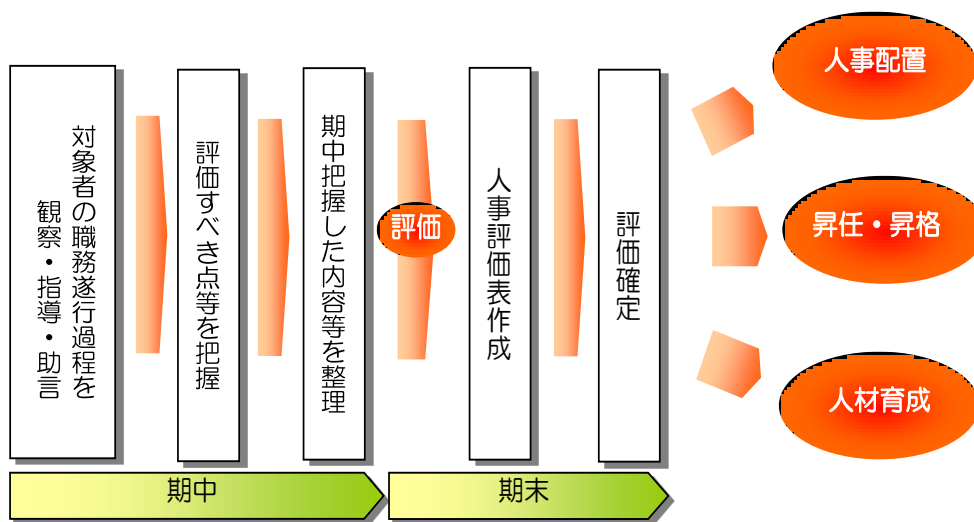 対象者の職務遂行過程を
観察・指導・助言
評価すべき点等を把握
期中把握した内容等を整理
評価
人事評価表作成
評価確定
人事配置
昇任・昇格
人材育成
期中
期末